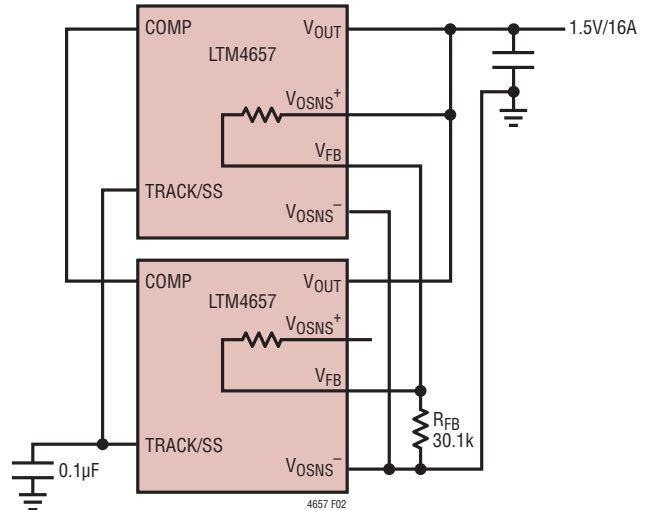 COMP
VOUT
LTM4657
VOSNS+
VFB
TRACK/SS
VOSNS–
1.5V/16A
COMP
VOUT
LTM4657
VOSNS+
VFB
TRACK/SS
VOSNS–
RFB
30.1k
0.1µF
4657 F02